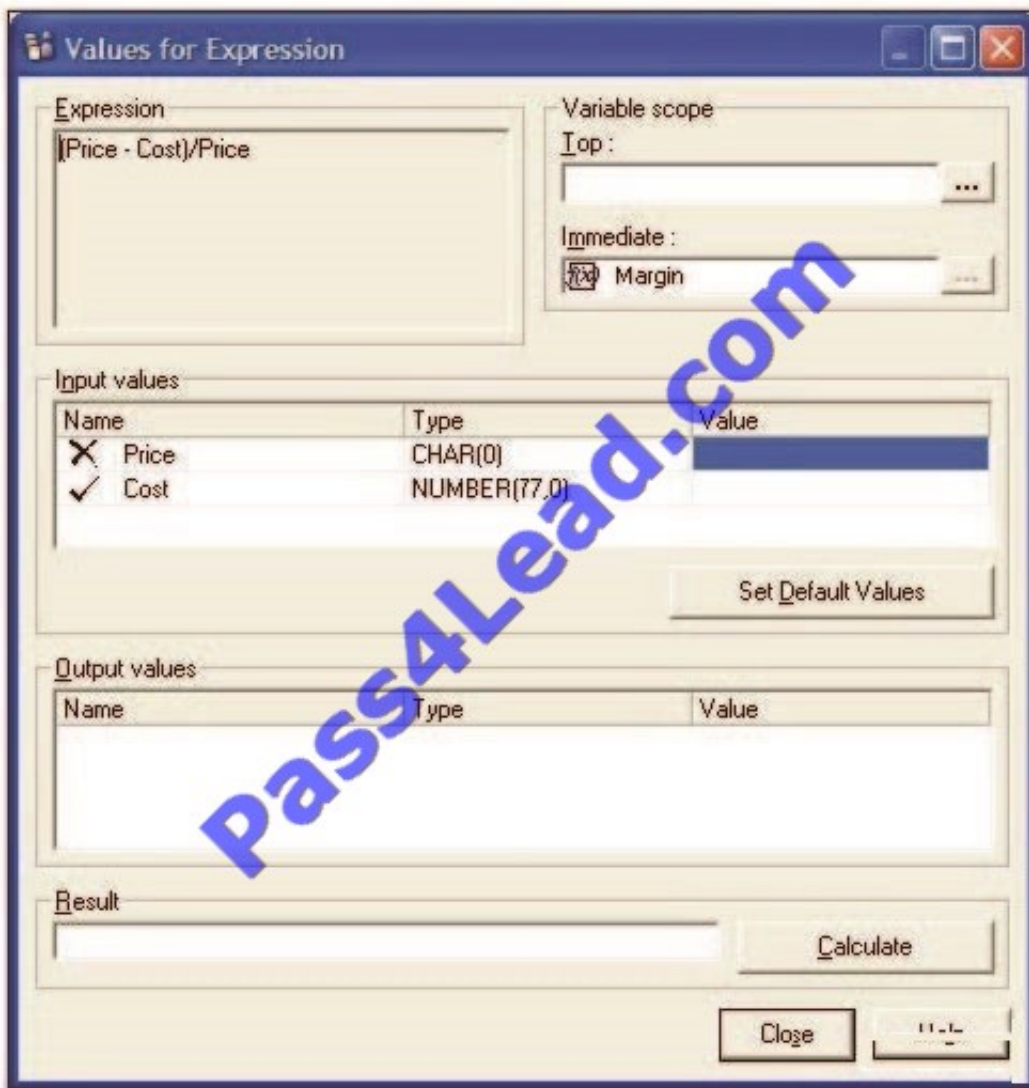 Values for Expression
Expression
(Price - Cost)/Price
Variable scope
Top :
...
Immediate :
f(x) Margin
...
Input values
Name Type Value
Price CHAR(0)
Cost NUMBER(77,0)
Set Default Values
Output values
Name Type Value
Result
Calculate
Close
Pass4Lead.com